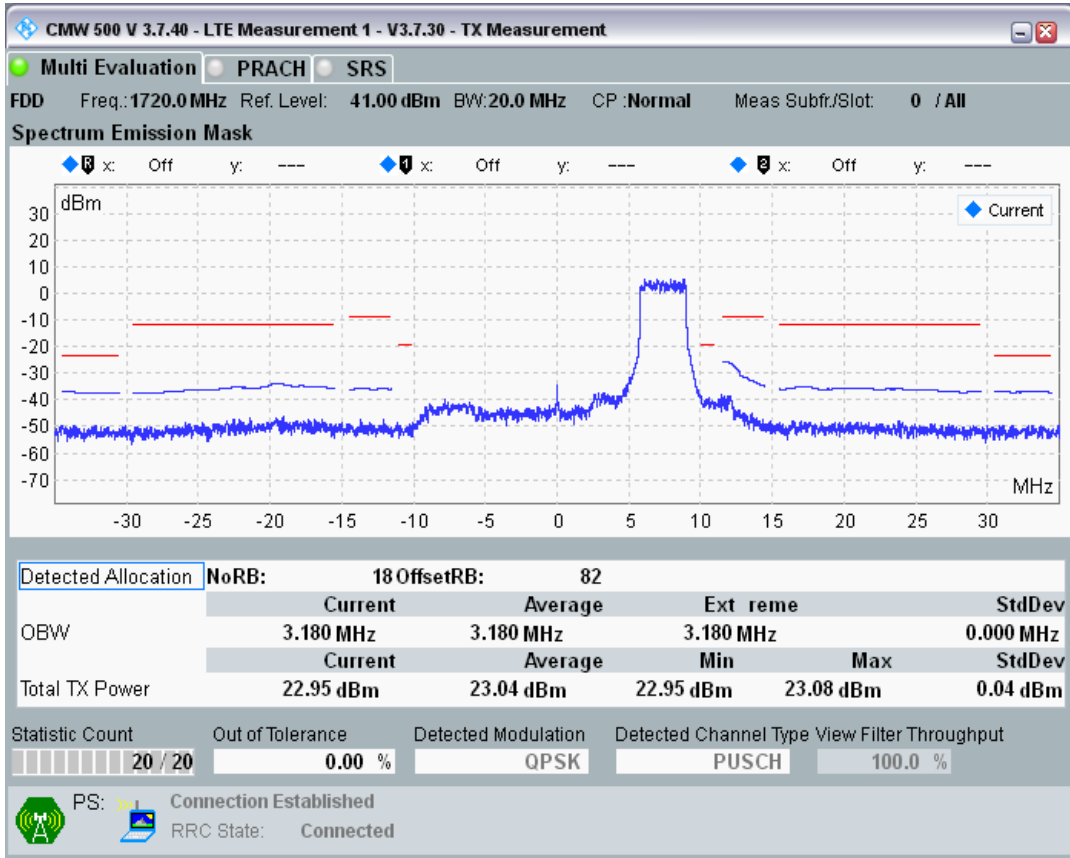 CMW 500 V 3.7.40 - LTE Measurement 1 - V3.7.30 - TX Measurement
Multi Evaluation PRACH SRS
FDD Freq.:1720.0 MHz Ref. Level: 41.00 dBm BW:20.0 MHz CP :Normal Meas Subfr./Slot: 0 / All
Spectrum Emission Mask
R x: Off y: --- 1 x: Off y: --- 2 x: Off y: ---
dBm
Current
30
20
10
0
-10
-20
-30
-40
-50
-60
-70
MHz
-30 -25 -20 -15 -10 -5 0 5 10 15 20 25 30
Detected Allocation NoRB: 18 OffsetRB: 82
Current Average Ext reme StdDev
OBW 3.180 MHz 3.180 MHz 3.180 MHz 0.000 MHz
Current Average Min Max StdDev
Total TX Power 22.95 dBm 23.04 dBm 22.95 dBm 23.08 dBm 0.04 dBm
Statistic Count Out of Tolerance Detected Modulation Detected Channel Type View Filter Throughput
20 / 20 0.00 % QPSK PUSCH 100.0 %
PS: Connection Established
RRC State: Connected